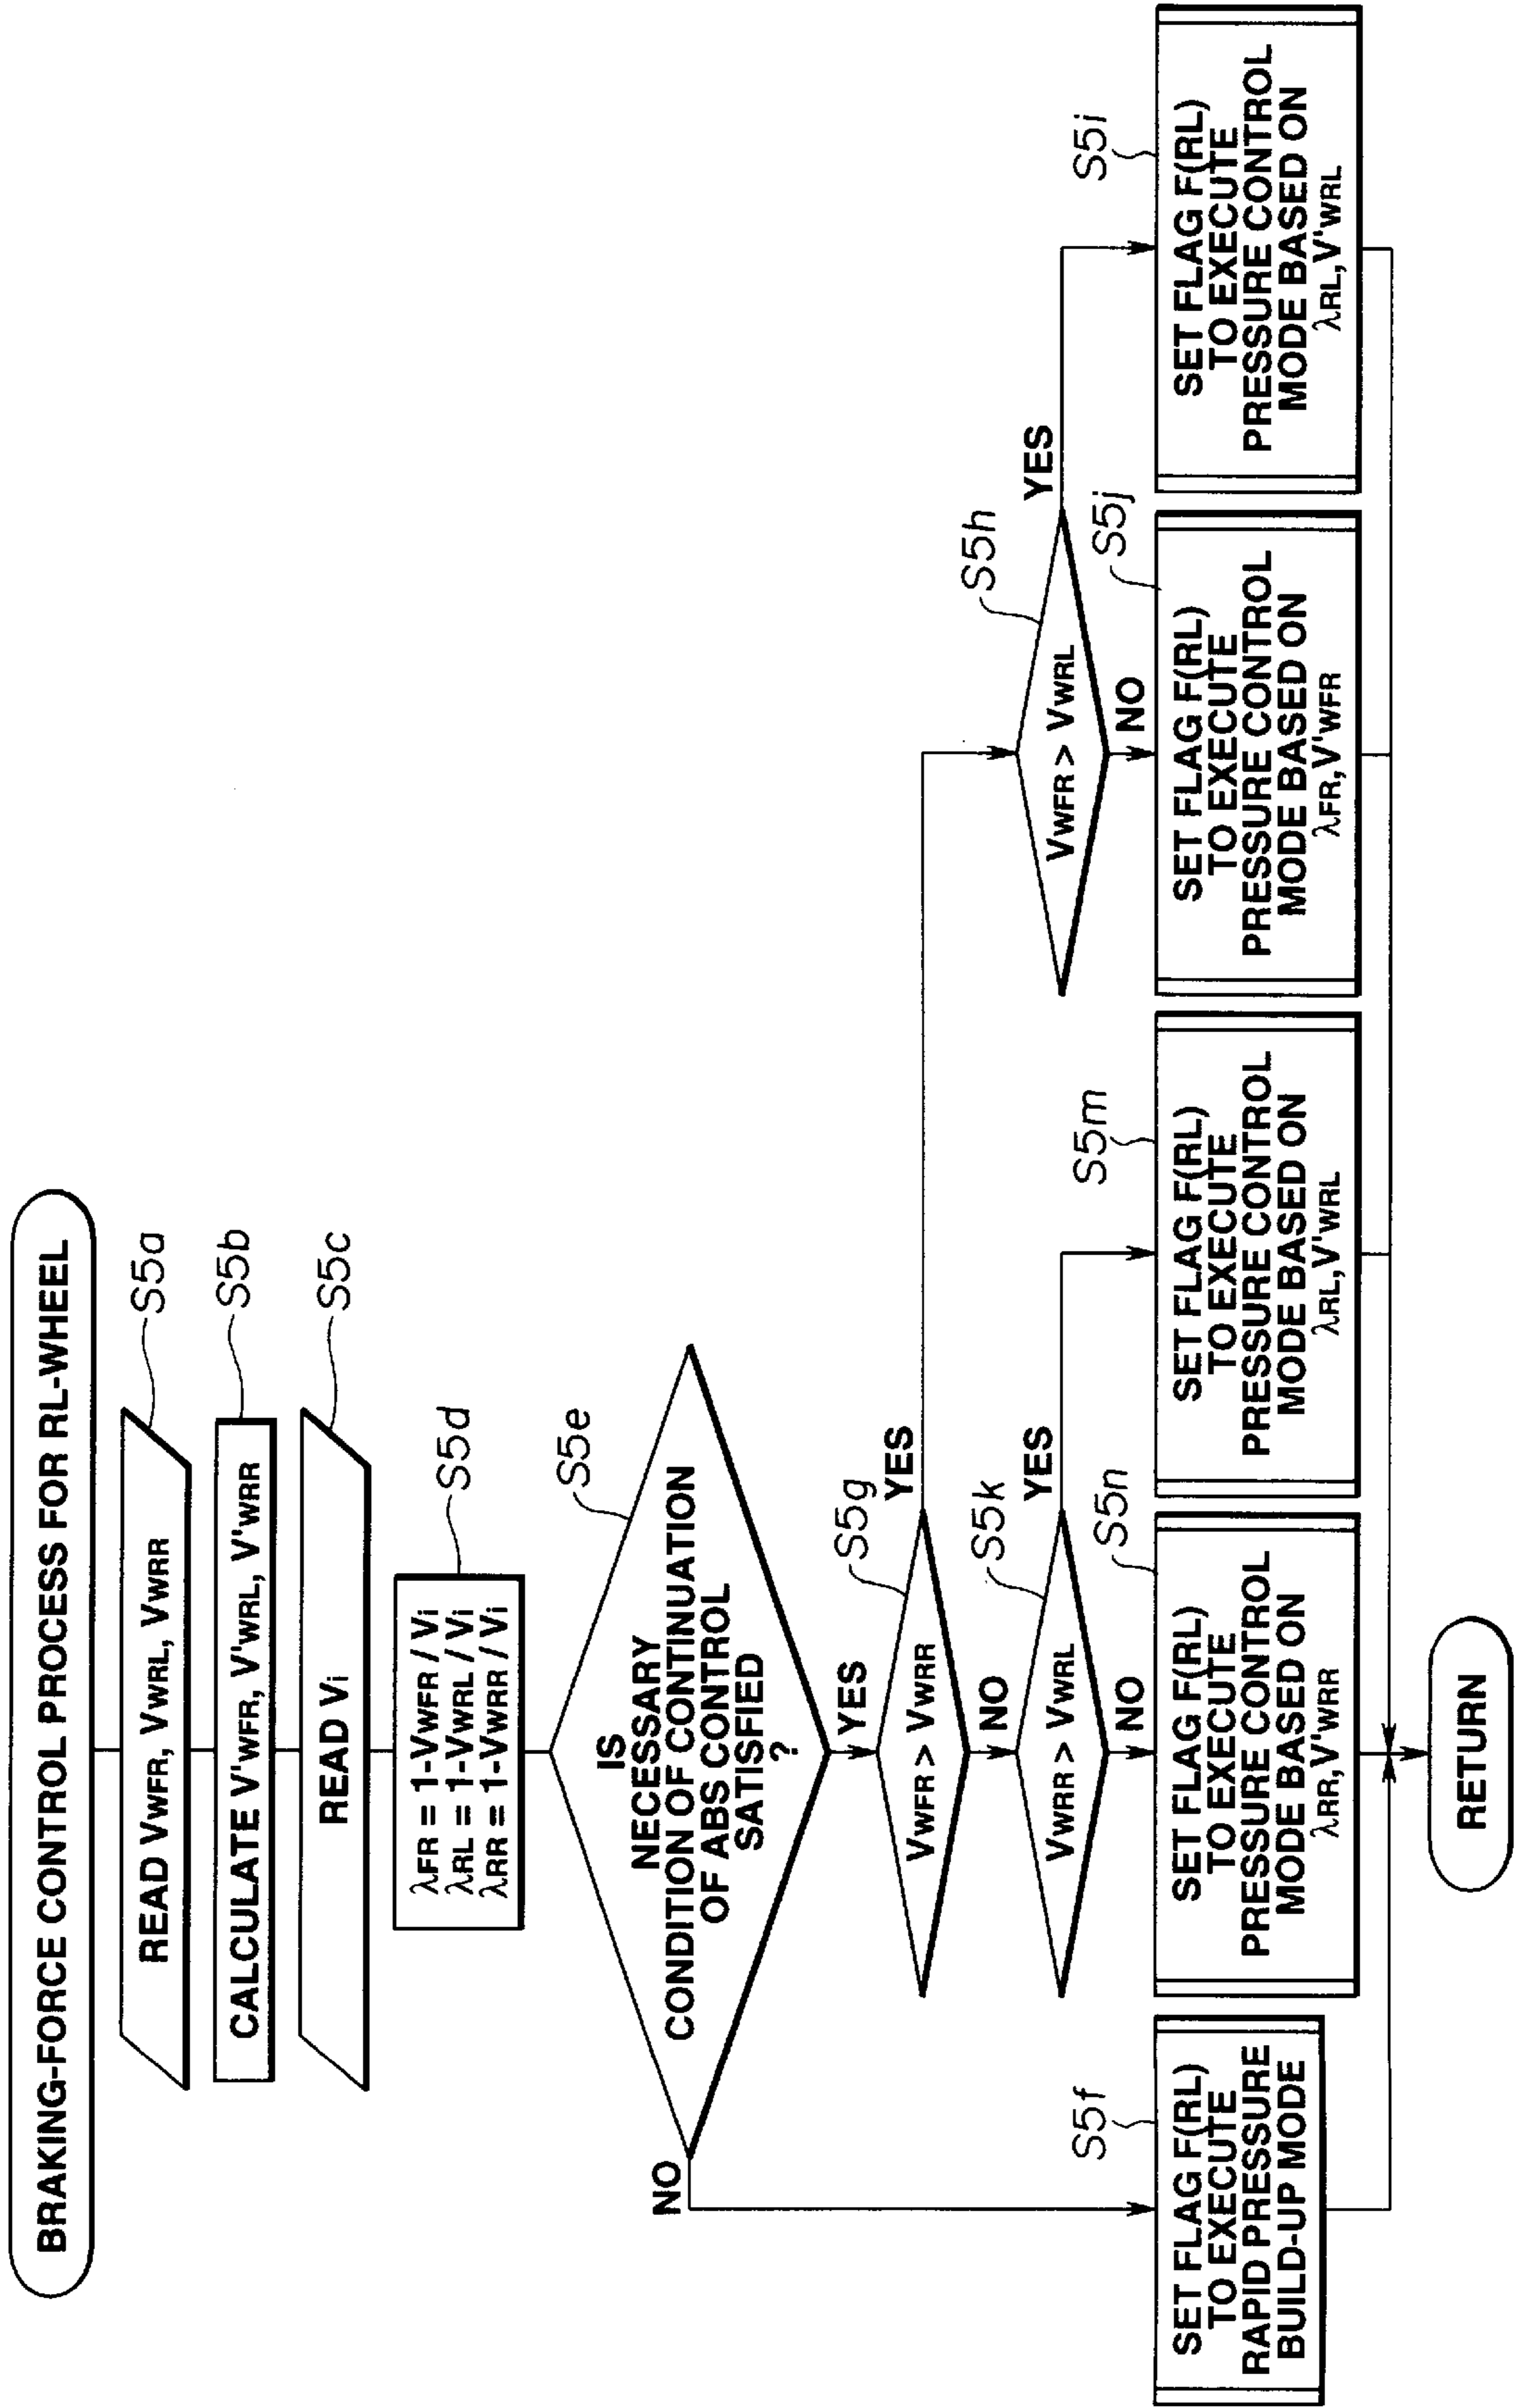 BRAKING-FORCE CONTROL PROCESS FOR RL-WHEEL
READ VWFR, VWRL, VWRR
S5a
CALCULATE V'WFR, V'WRL, V'WRR
S5b
READ Vi
S5c
λFR = 1-VWFR / Vi
λRL = 1-VWRL / Vi
λRR = 1-VWRR / Vi
S5d
IS
NECESSARY
CONDITION OF CONTINUATION
OF ABS CONTROL
SATISFIED
?
S5e
NO
YES
VWFR > VWRR
S5g
YES
NO
VWRR > VWRL
S5k
YES
NO
VWFR > VWRL
S5h
YES
NO
SET FLAG F(RL)
TO EXECUTE
RAPID PRESSURE
BUILD-UP MODE
S5f
SET FLAG F(RL)
TO EXECUTE
PRESSURE CONTROL
MODE BASED ON
λRR,V'WRR
S5n
SET FLAG F(RL)
TO EXECUTE
PRESSURE CONTROL
MODE BASED ON
λRL,V'WRL
S5m
SET FLAG F(RL)
TO EXECUTE
PRESSURE CONTROL
MODE BASED ON
λFR,V'WFR
S5j
SET FLAG F(RL)
TO EXECUTE
PRESSURE CONTROL
MODE BASED ON
λRL,V'WRL
S5i
RETURN